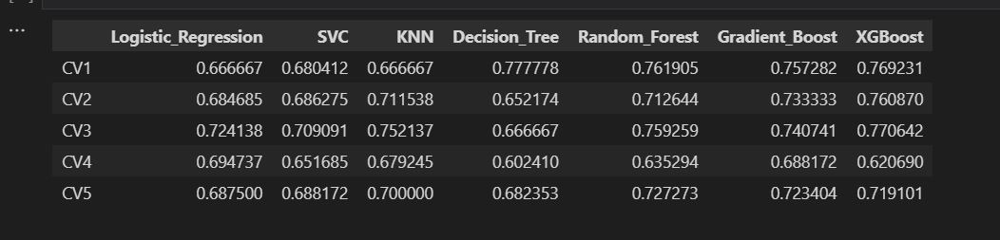 ...
Logistic_Regression SVC KNN Decision_Tree Random_Forest Gradient_Boost XGBoost
CV1 0.666667 0.680412 0.666667 0.777778 0.761905 0.757282 0.769231
CV2 0.684685 0.686275 0.711538 0.652174 0.712644 0.733333 0.760870
CV3 0.724138 0.709091 0.752137 0.666667 0.759259 0.740741 0.770642
CV4 0.694737 0.651685 0.679245 0.602410 0.635294 0.688172 0.620690
CV5 0.687500 0.688172 0.700000 0.682353 0.727273 0.723404 0.719101